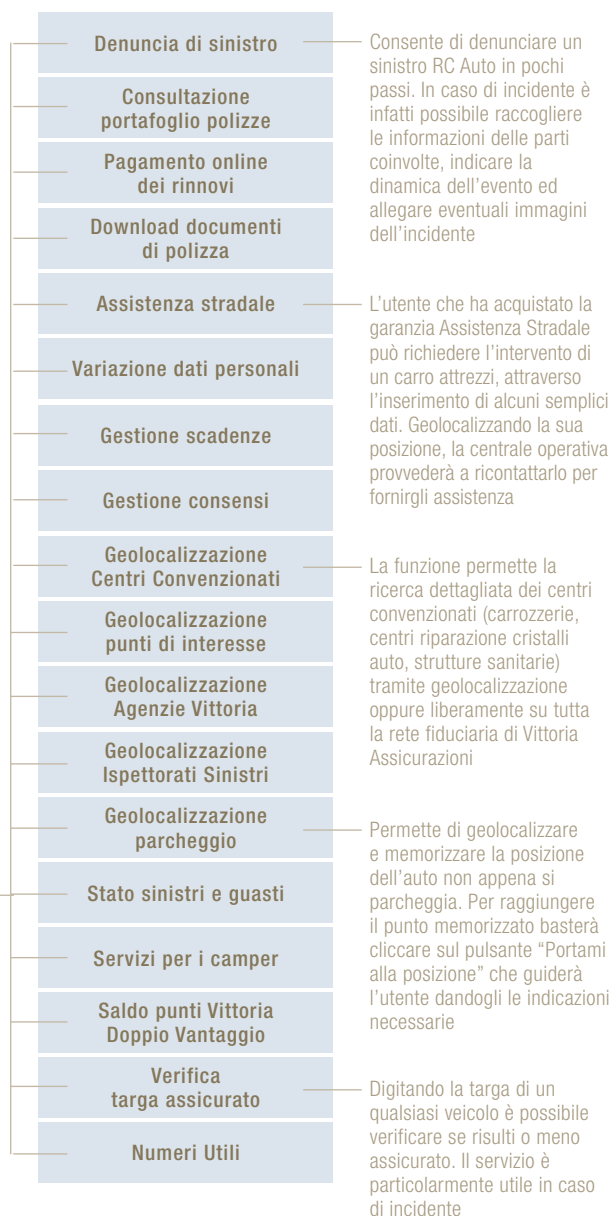 Denuncia di sinistro
Consente di denunciare un
sinistro RC Auto in pochi
passi. In caso di incidente è
infatti possibile raccogliere
le informazioni delle parti
coinvolte, indicare la
dinamica dell'evento ed
allegare eventuali immagini
dell'incidente
Consultazione
portafoglio polizze
Pagamento online
dei rinnovi
Download documenti
di polizza
Assistenza stradale
L'utente che ha acquistato la
garanzia Assistenza Stradale
può richiedere l'intervento di
un carro attrezzi, attraverso
l'inserimento di alcuni semplici
dati. Geolocalizzando la sua
posizione, la centrale operativa
provvederà a ricontattarlo per
fornirgli assistenza
Variazione dati personali
Gestione scadenze
Gestione consensi
Geolocalizzazione
Centri Convenzionati
La funzione permette la
ricerca dettagliata dei centri
convenzionati (carrozzerie,
centri riparazione cristalli
auto, strutture sanitarie)
tramite geolocalizzazione
oppure liberamente su tutta
la rete fiduciaria di Vittoria
Assicurazioni
Geolocalizzazione
punti di interesse
Geolocalizzazione
Agenzie Vittoria
Geolocalizzazione
Ispettorati Sinistri
Geolocalizzazione
parcheggio
Permette di geolocalizzare
e memorizzare la posizione
dell'auto non appena si
parcheggia. Per raggiungere
il punto memorizzato basterà
cliccare sul pulsante “Portami
alla posizione” che guiderà
l'utente dandogli le indicazioni
necessarie
Stato sinistri e guasti
Servizi per i camper
Saldo punti Vittoria
Doppio Vantaggio
Verifica
targa assicurato
Digitando la targa di un
qualsiasi veicolo è possibile
verificare se risulti o meno
assicurato. Il servizio è
particolarmente utile in caso
di incidente
Numeri Utili